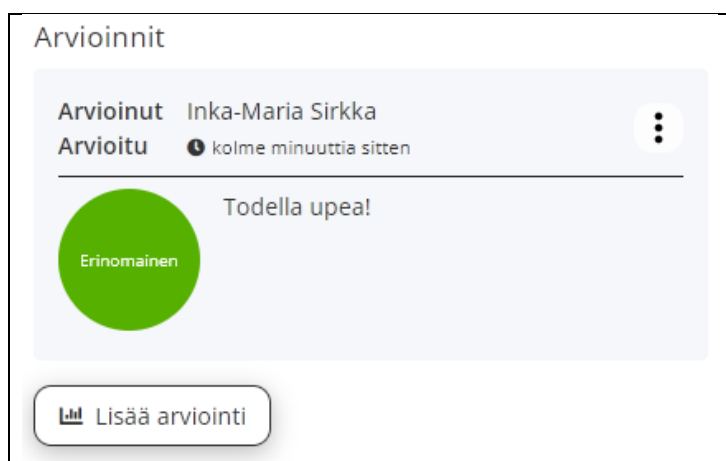 Arvioinnit
Arvioinut Inka-Maria Sirkka
Arvioitu kolme minuuttia sitten
Todella upea!
Erinomainen
Lisää arviointi